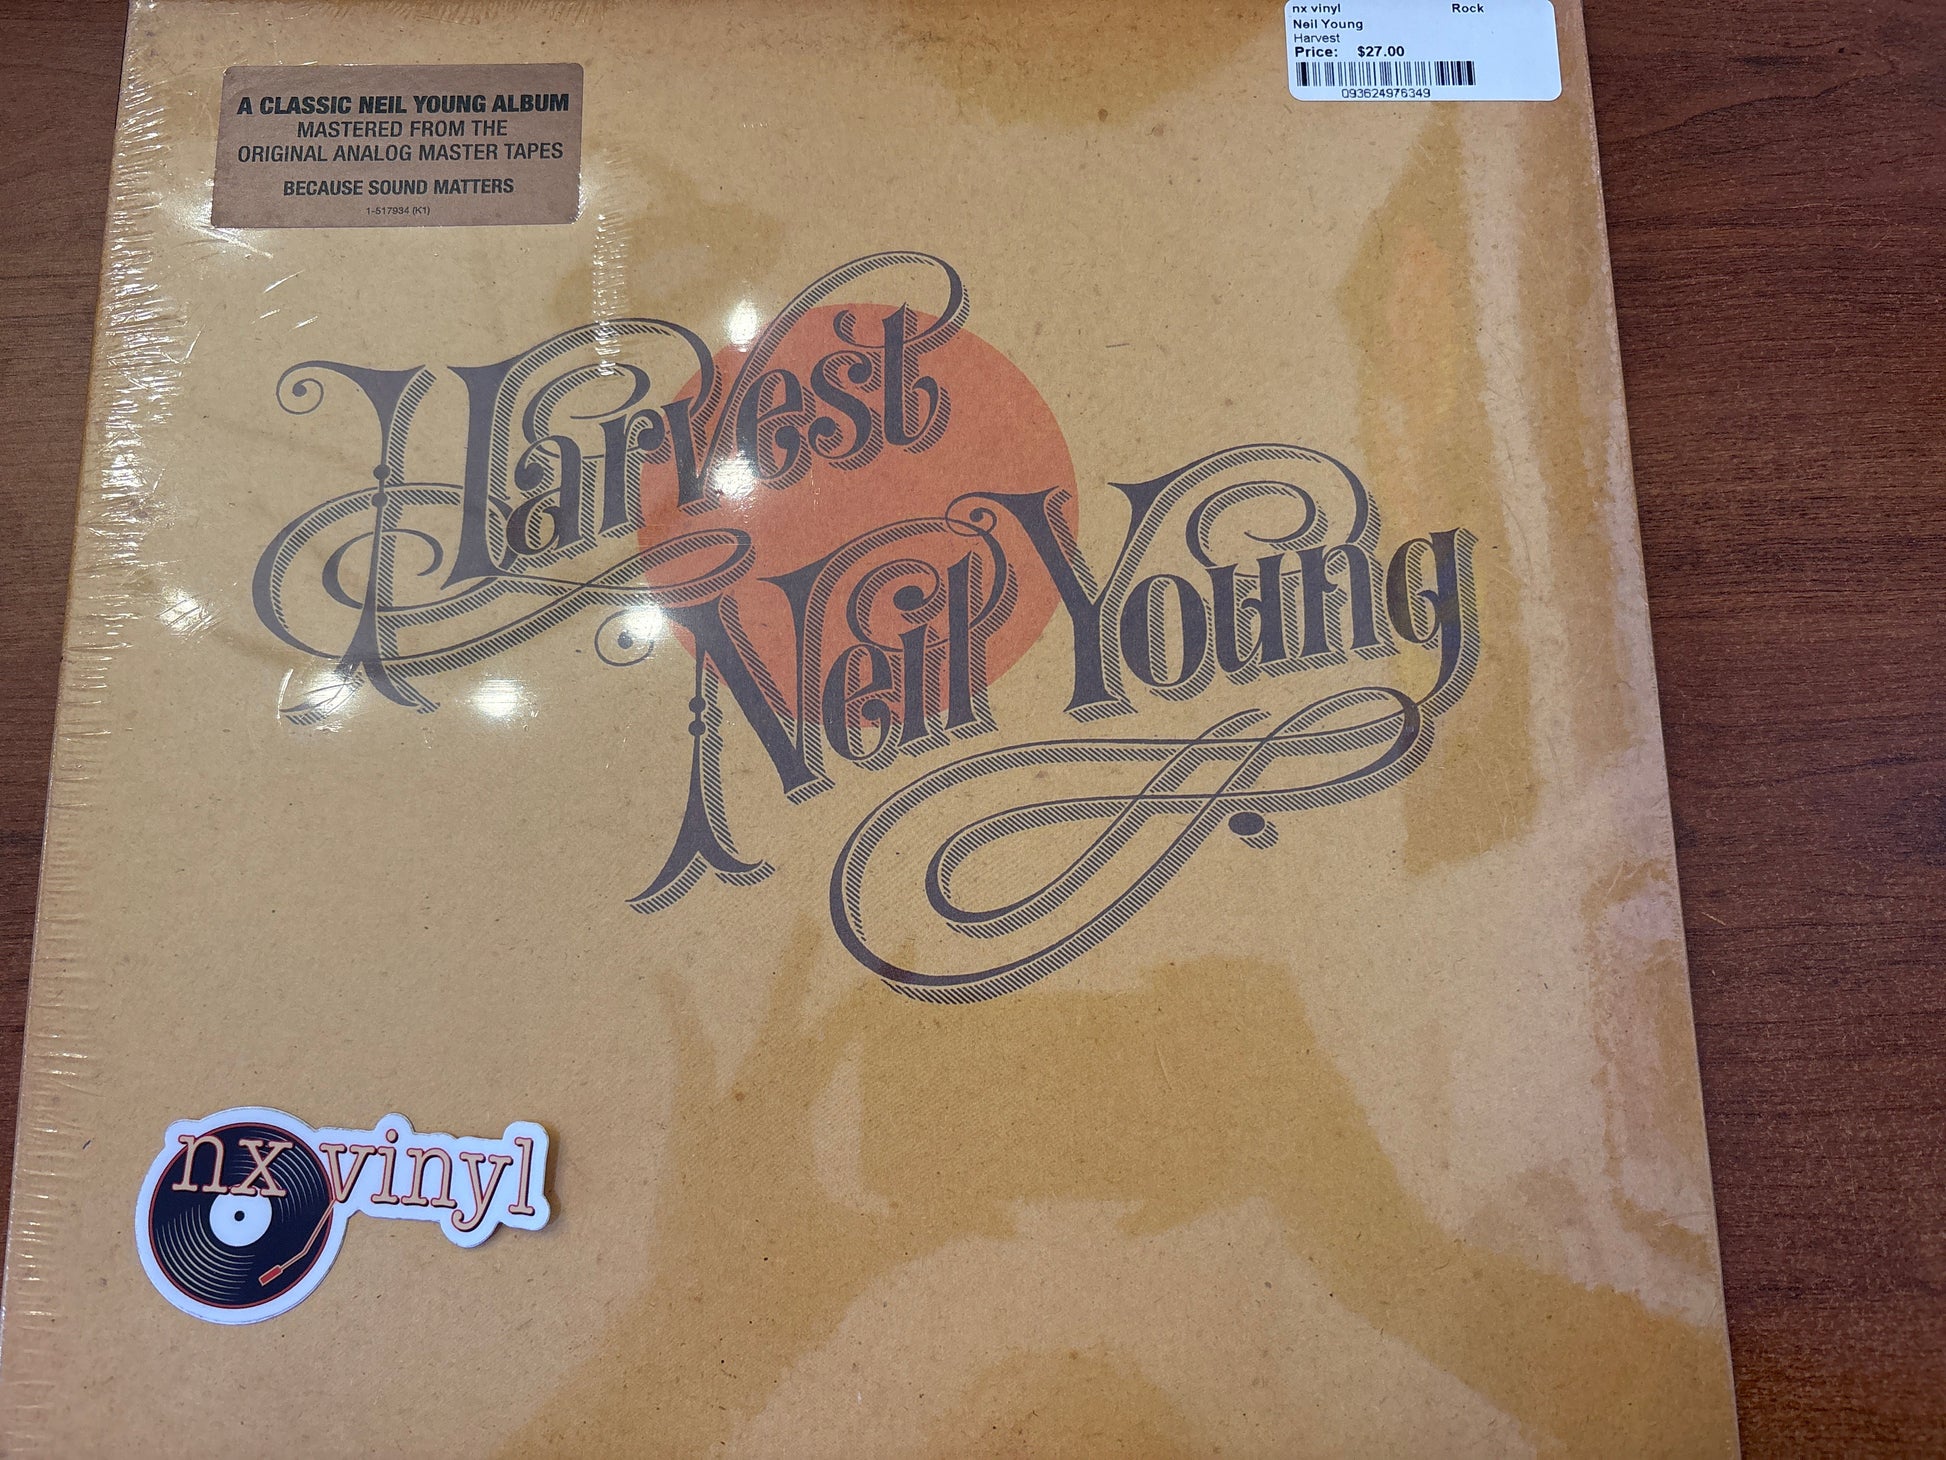 nx vinyl Rock
Neil Young
Harvest
Price: $27.00
093624976349
A CLASSIC NEIL YOUNG ALBUM
MASTERED FROM THE
ORIGINAL ANALOG MASTER TAPES
BECAUSE SOUND MATTERS
1-517934 (K1)
Harvest
Neil Young
nx vinyl